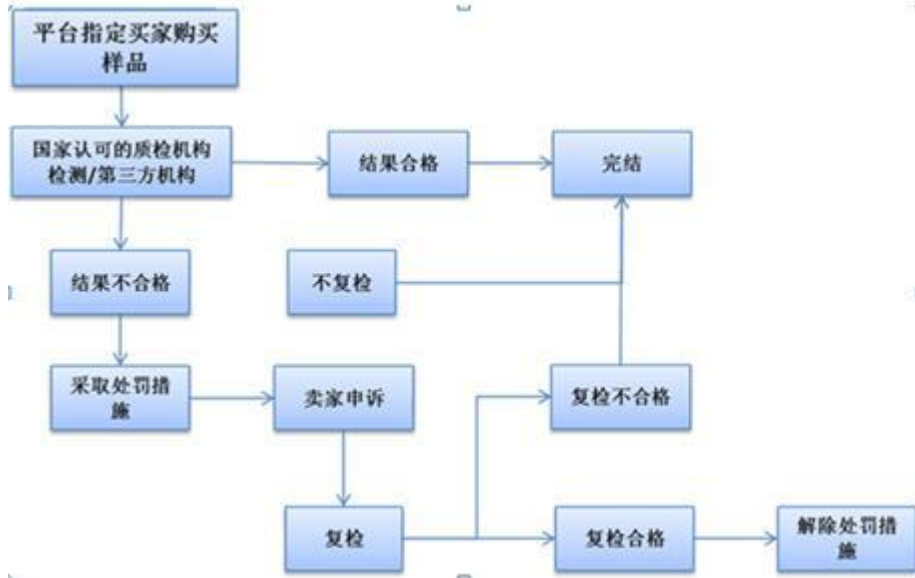 平台指定买家购买
样品
国家认可的质检机构
检测/第三方机构
结果合格
完结
结果不合格
不复检
采取处罚措
施
卖家申诉
复检不合格
复检
复检合格
解除处罚措
施